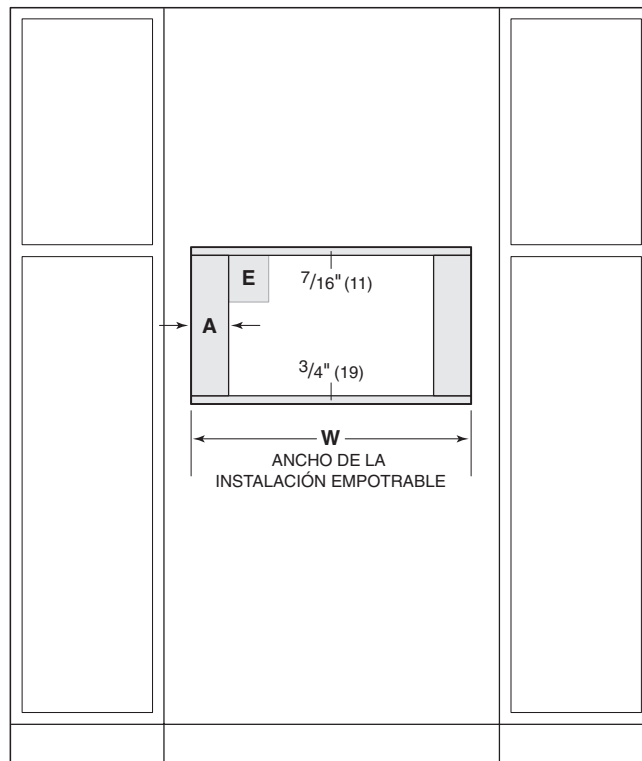 E
7/16" (11)
A
3/4" (19)
W
ANCHO DE LA
INSTALACIÓN EMPOTRABLE